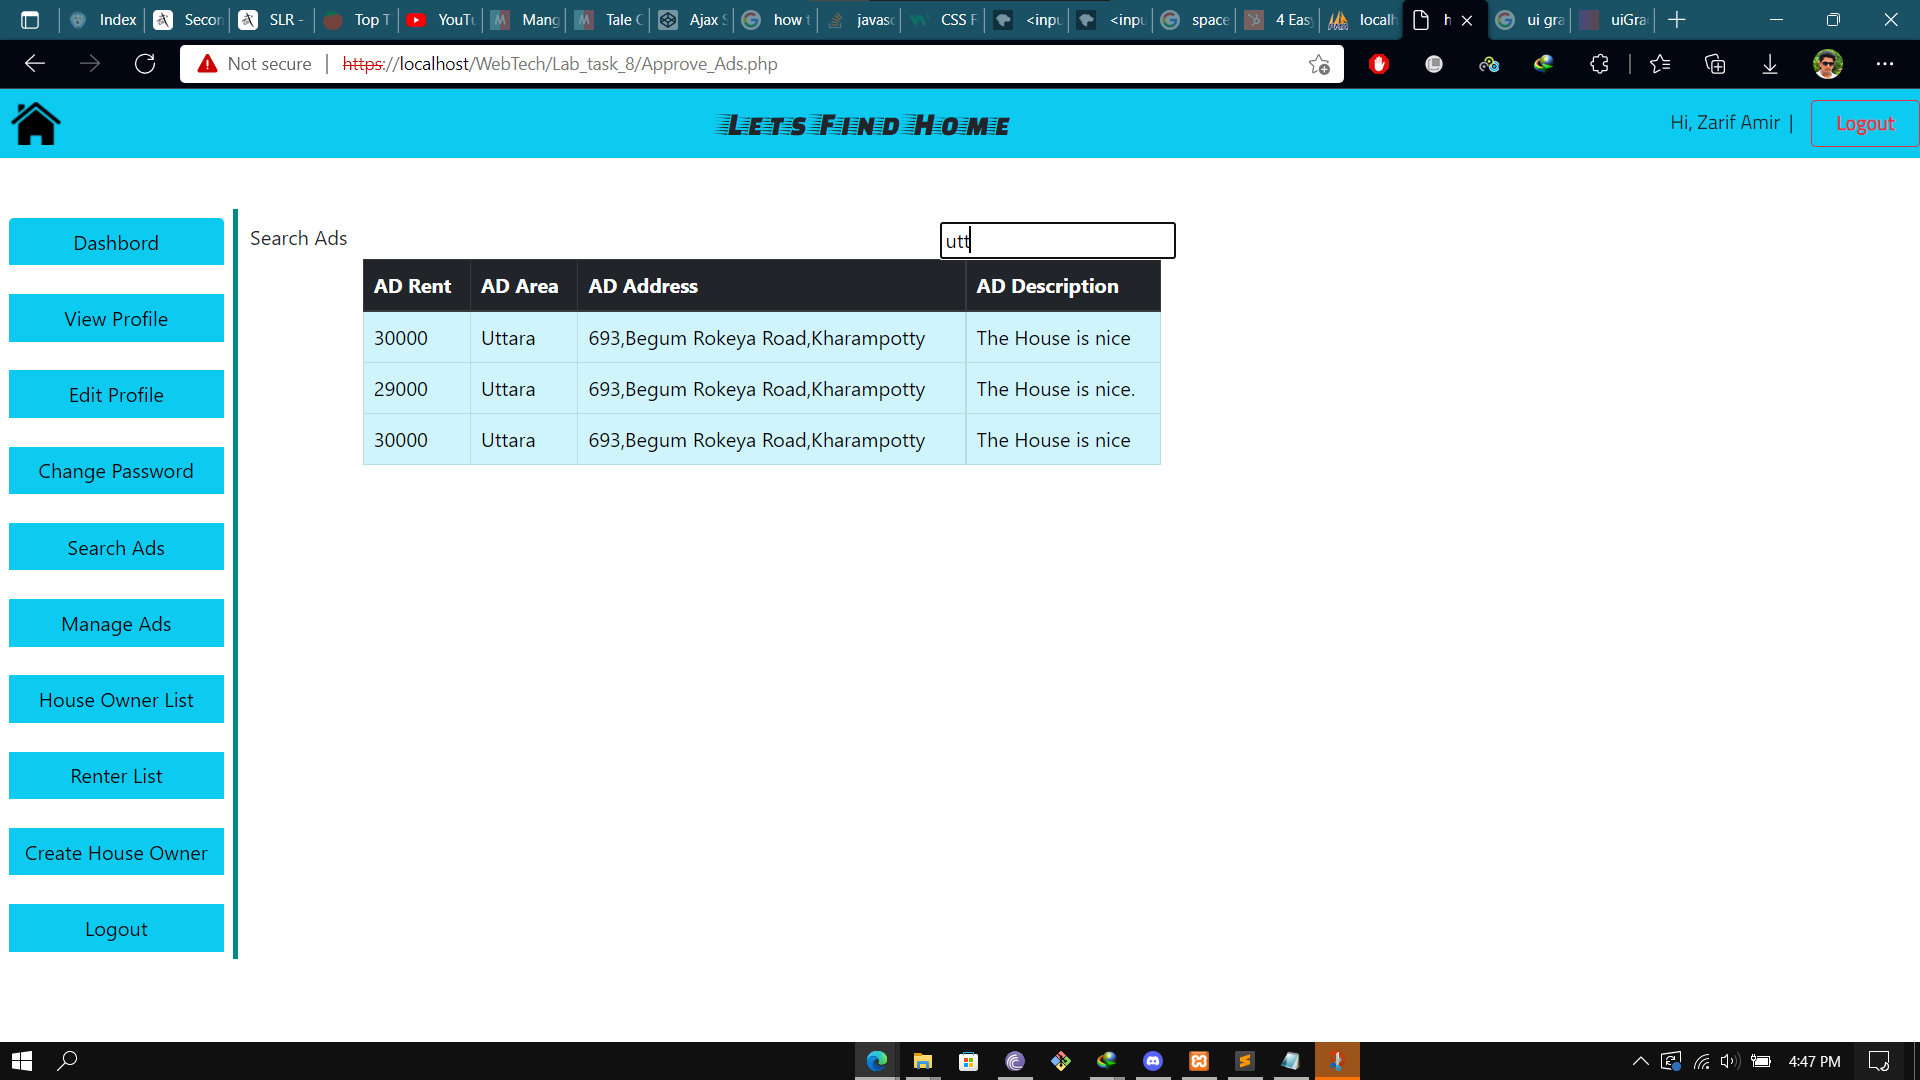 Index
Secon
SLR -
Top T
YouTu
Mang
Tale C
Ajax S
how t
javasc
CSS F
<inpu
<inpu
space
4 Eas
localh
h
ui gra
uiGra
Not secure | https://localhost/WebTech/Lab_task_8/Approve_Ads.php
Lets Find Home
Hi, Zarif Amir |
Logout
Dashbord
View Profile
Edit Profile
Change Password
Search Ads
Manage Ads
House Owner List
Renter List
Create House Owner
Logout
Search Ads
utt
AD Rent AD Area AD Address AD Description
30000 Uttara 693,Begum Rokeya Road,Kharampotty The House is nice
29000 Uttara 693,Begum Rokeya Road,Kharampotty The House is nice.
30000 Uttara 693,Begum Rokeya Road,Kharampotty The House is nice
4:47 PM